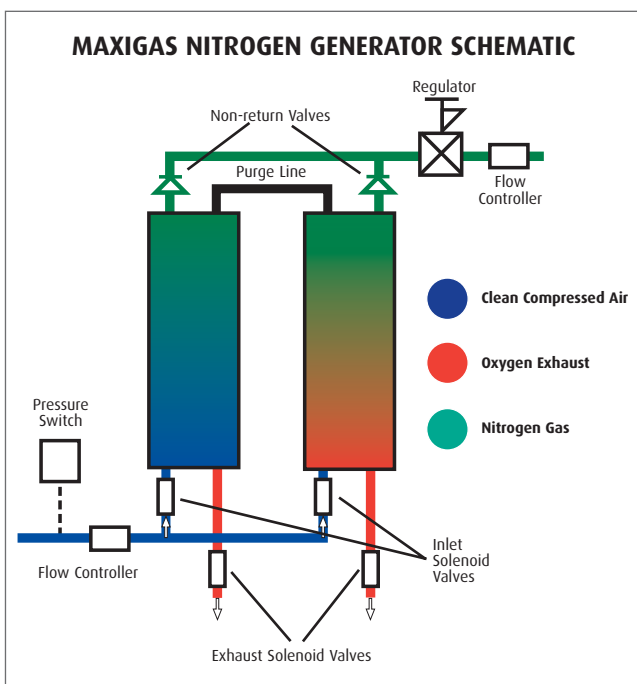 MAXIGAS NITROGEN GENERATOR SCHEMATIC
Regulator
Non-return Valves
Purge Line
Flow
Controller
Clean Compressed Air
Oxygen Exhaust
Nitrogen Gas
Pressure
Switch
Flow Controller
Inlet
Solenoid
Valves
Exhaust Solenoid Valves